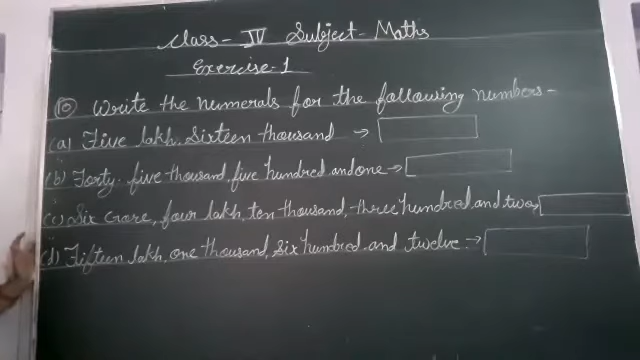 Class - IV Subject - Maths
Exercise-1
10 Write the numerals for the following numbers-
(a) Five lakh, Sixteen thousand →
(b) Forty-five thousand, five hundred and one →
(c) Six crore, four lakh, ten thousand, three hundred, and two →
(d) Fifteen lakh, one thousand, six hundred, and twelve →